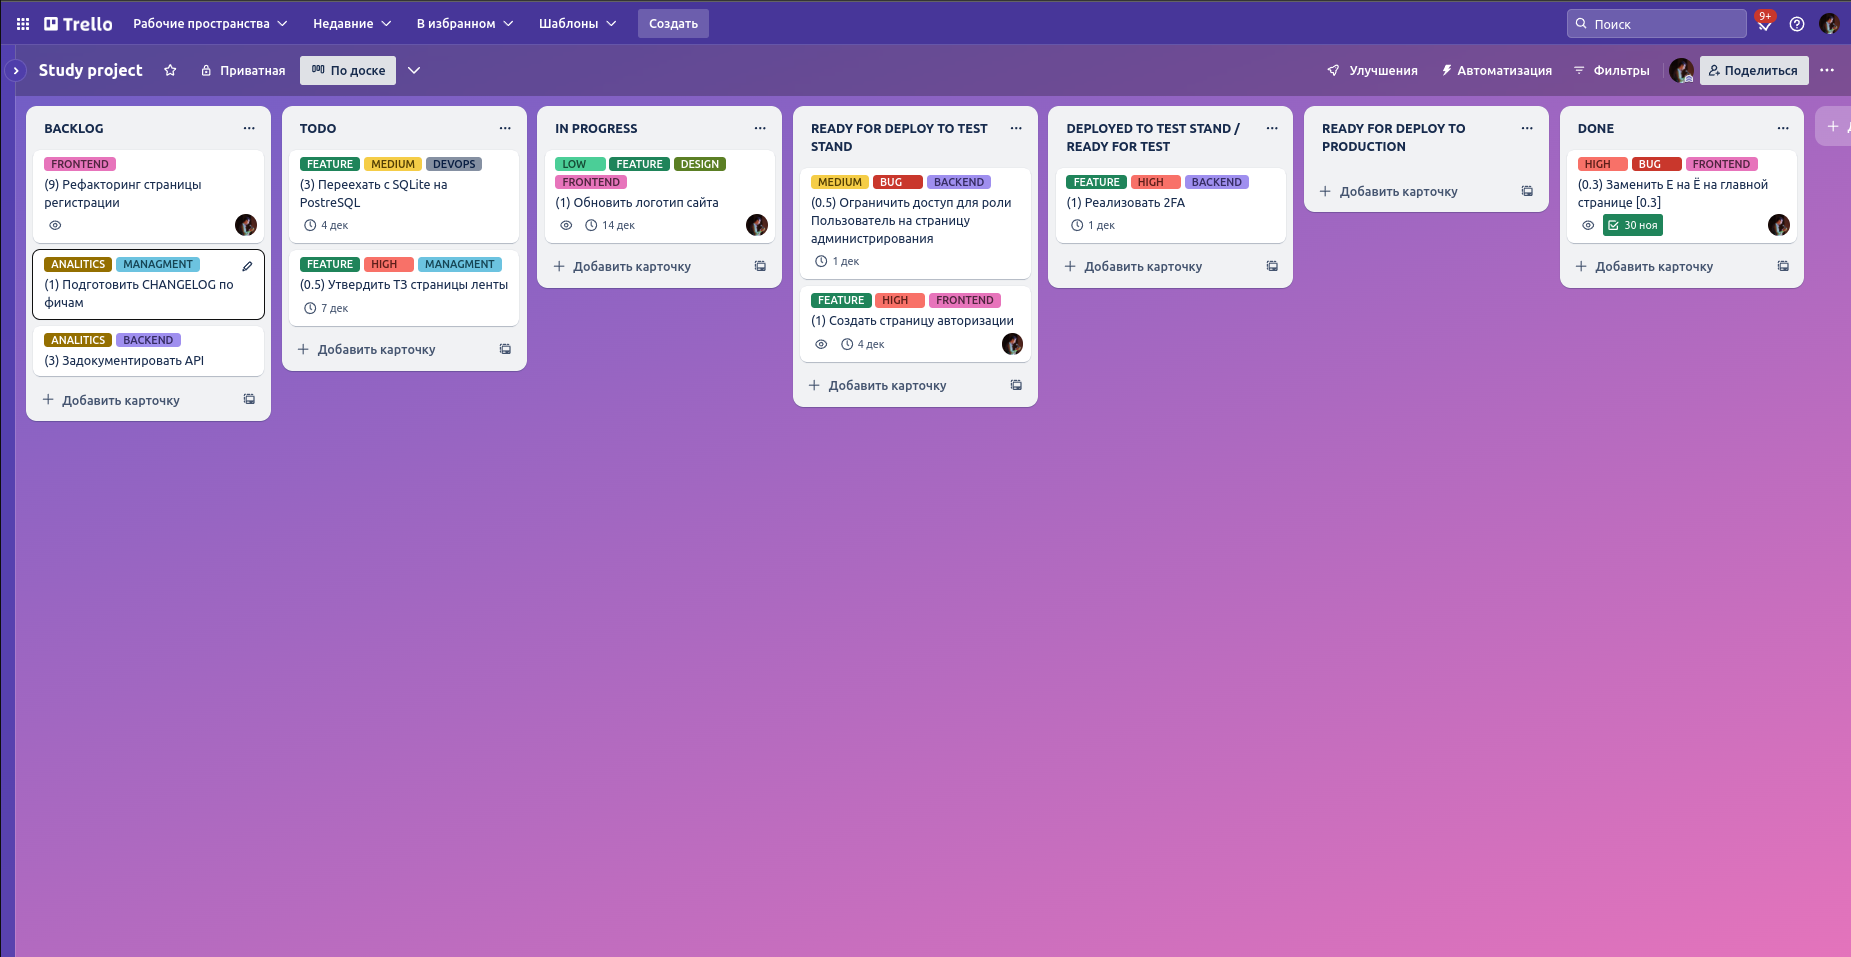 Trello
Рабочие пространства
Недавние
В избранном
Шаблоны
Создать
Поиск
9+
Study project
Приватная
По доске
Улучшения
Автоматизация
Фильтры
Поделиться
BACKLOG
FRONTEND
(9) Рефакторинг страницы
регистрации
ANALITICS MANAGMENT
(1) Подготовить CHANGELOG по
фичам
ANALITICS BACKEND
(3) Задокументировать API
Добавить карточку
TODO
FEATURE MEDIUM DEVOPS
(3) Переехать с SQLite на
PostreSQL
4 дек
FEATURE HIGH MANAGMENT
(0.5) Утвердить ТЗ страницы ленты
7 дек
Добавить карточку
IN PROGRESS
LOW FEATURE DESIGN
FRONTEND
(1) Обновить логотип сайта
14 дек
Добавить карточку
READY FOR DEPLOY TO TEST
STAND
MEDIUM BUG BACKEND
(0.5) Ограничить доступ для роли
Пользователь на страницу
администрирования
1 дек
FEATURE HIGH FRONTEND
(1) Создать страницу авторизации
4 дек
Добавить карточку
DEPLOYED TO TEST STAND /
READY FOR TEST
FEATURE HIGH BACKEND
(1) Реализовать 2FA
1 дек
Добавить карточку
READY FOR DEPLOY TO
PRODUCTION
Добавить карточку
DONE
HIGH BUG FRONTEND
(0.3) Заменить Е на Ё на главной
странице [0.3]
30 ноя
Добавить карточку